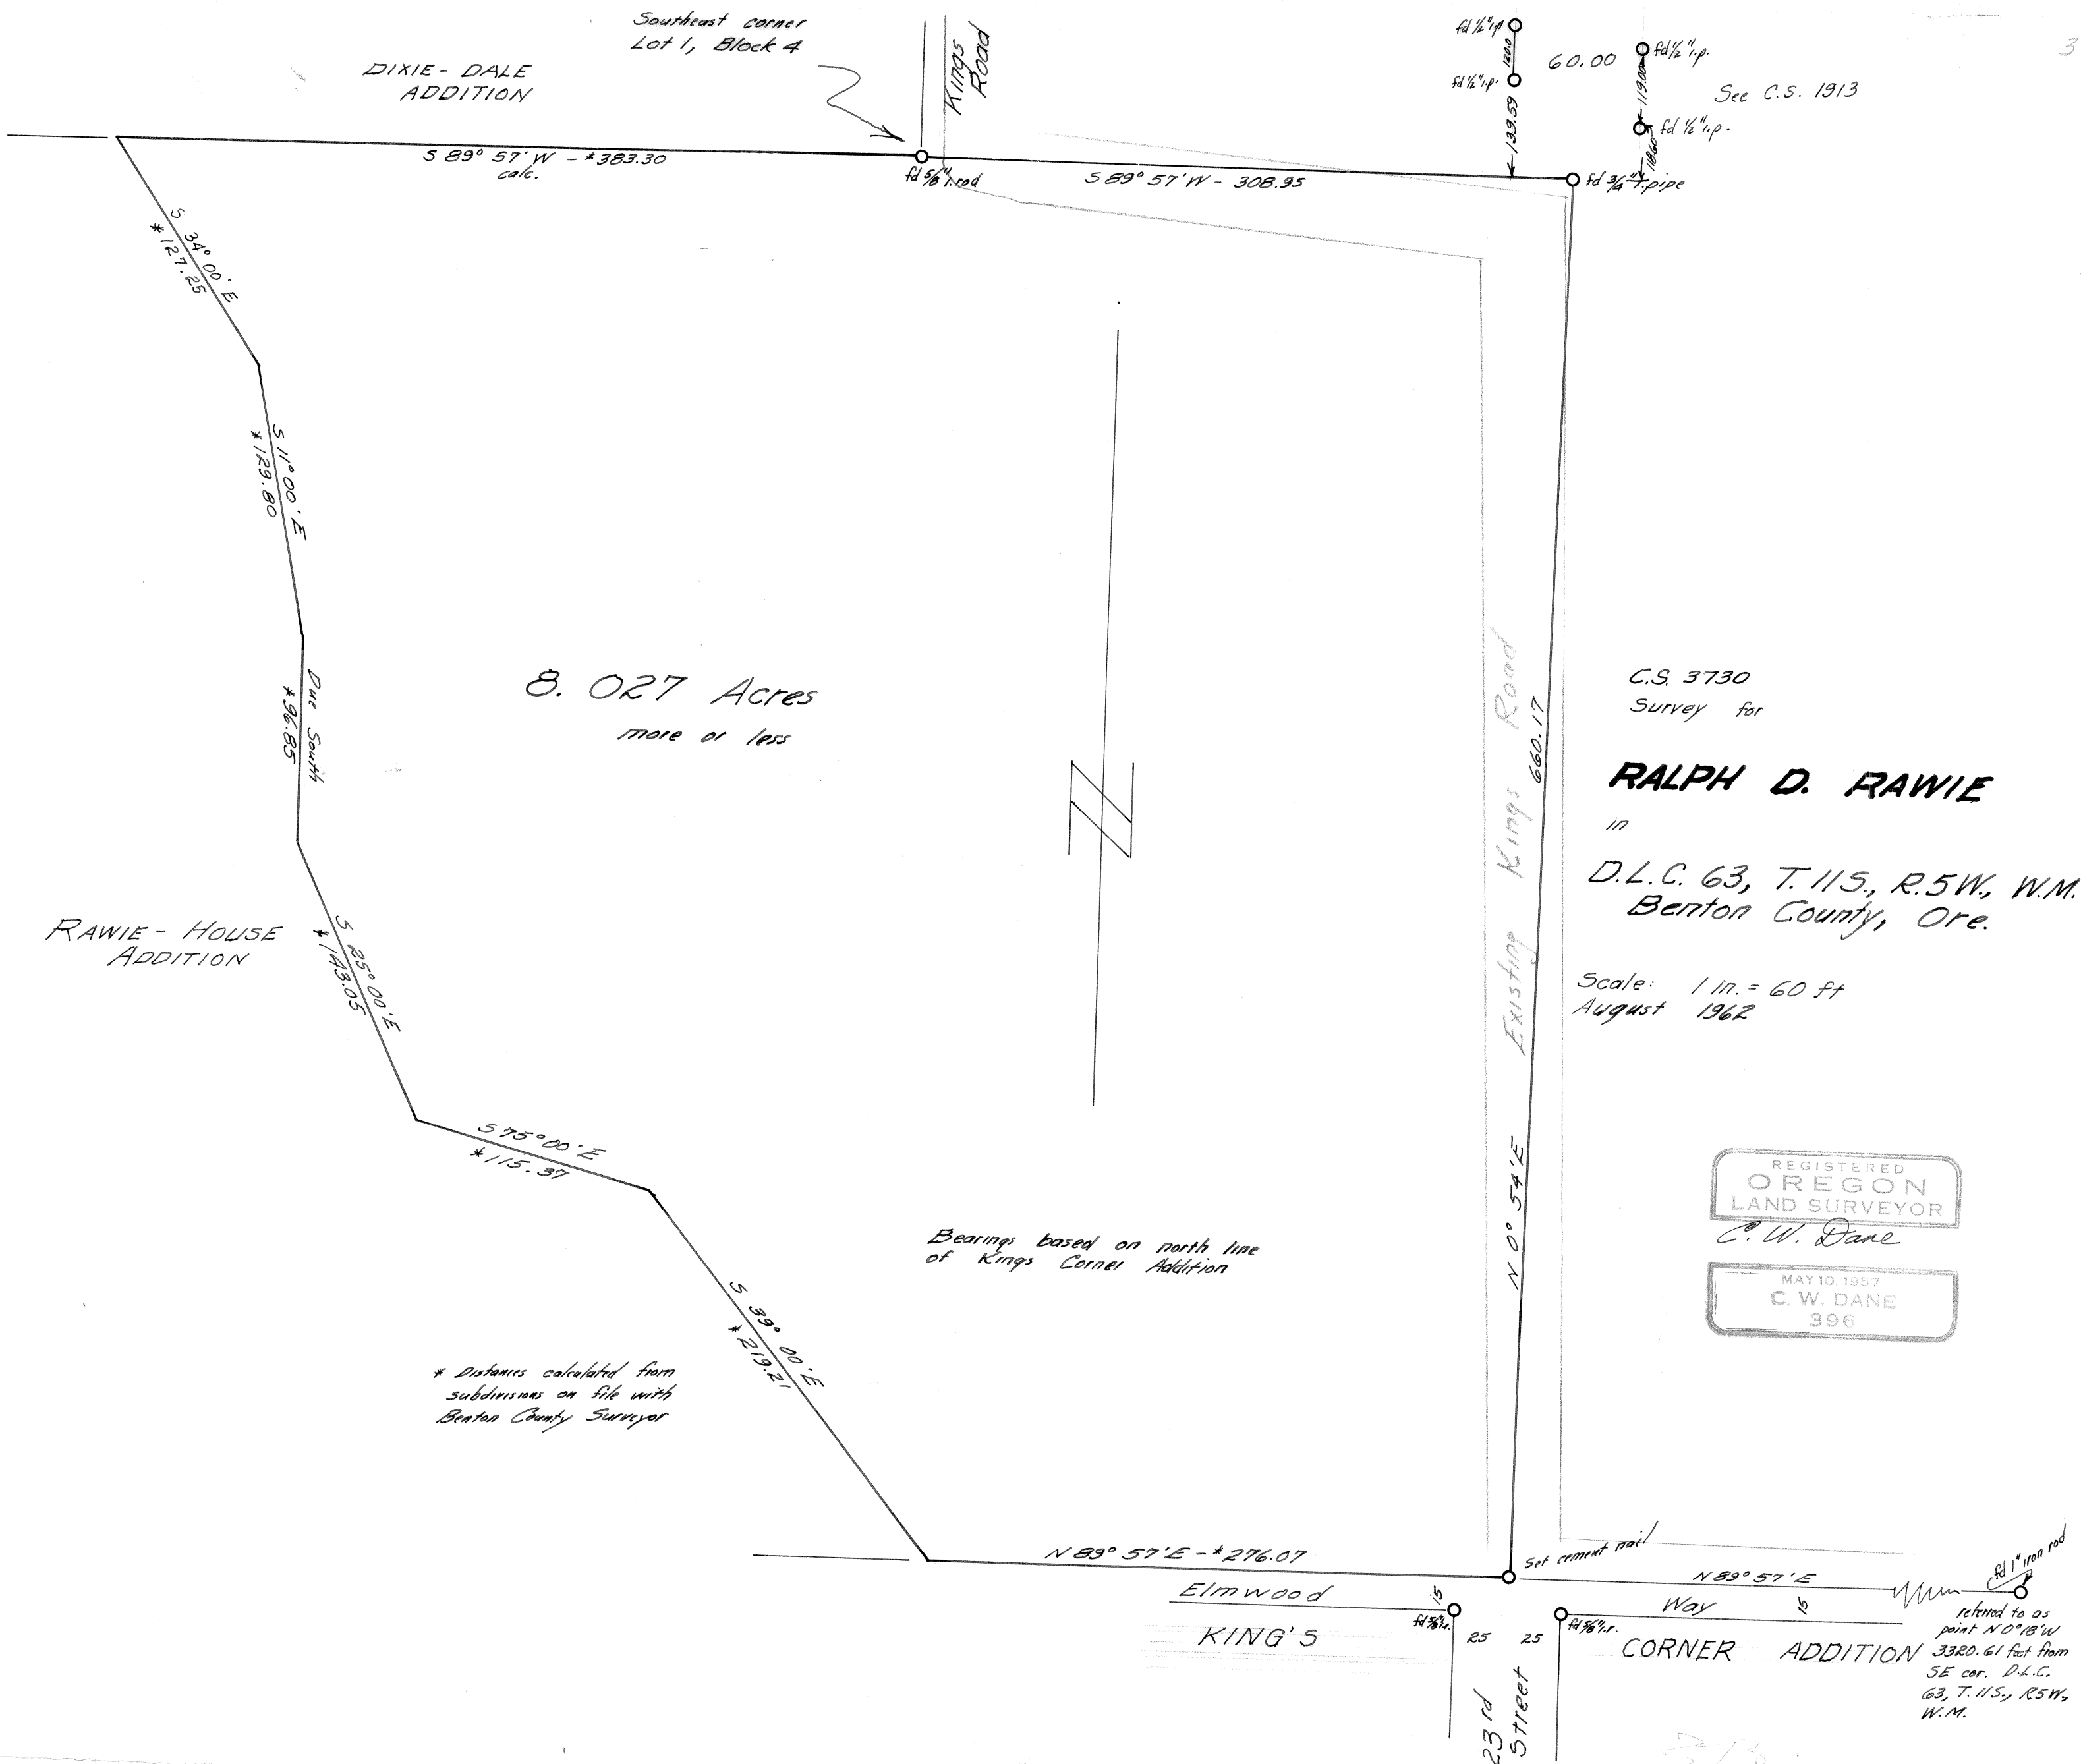 Southeast corner
Lot 1, Block 4
Kings
Road
DIXIE - DALE
ADDITION
fd 1/2" i.p.
120.0
60.00
fd 1/2" i.p.
119.00
See C.S. 1913
3
fd 1/2" i.p.
139.59
fd 1/2" i.p.
S 89° 57' W - *383.30
calc.
fd 5/8" i. rod
S 89° 57' W - 308.95
fd 3/4" i. pipe
S 34° 00' E
*127.25
S 11° 00' E
*129.80
Due South
*96.85
8.027 Acres
more or less
N
Existing Kings Road
N 0° 54' E 660.17
C.S. 3730
Survey for
RALPH D. RAWIE
in
D.L.C. 63, T. 11 S., R. 5 W., W.M.
Benton County, Ore.
Scale: 1 in. = 60 ft
August 1962
RAWIE - HOUSE
ADDITION
S 25° 00' E
*143.05
S 75° 00' E
*115.37
S 39° 00' E
*219.21
Bearings based on north line
of Kings Corner Addition
REGISTERED
OREGON
LAND SURVEYOR
C. W. Dane
MAY 10, 1957
C. W. DANE
396
* Distances calculated from
subdivisions on file with
Benton County Surveyor
N 89° 57' E - *276.07
Set cement nail
N 89° 57' E
fd 1" iron rod
Elmwood
15
Way
15
fd 5/8" i.r.
25
25
fd 5/8" i.r.
KING'S
CORNER ADDITION
23rd
Street
referred to as
point N 0° 18' W
3320.61 feet from
SE cor. D.L.C.
63, T. 11 S., R5W.,
W.M.